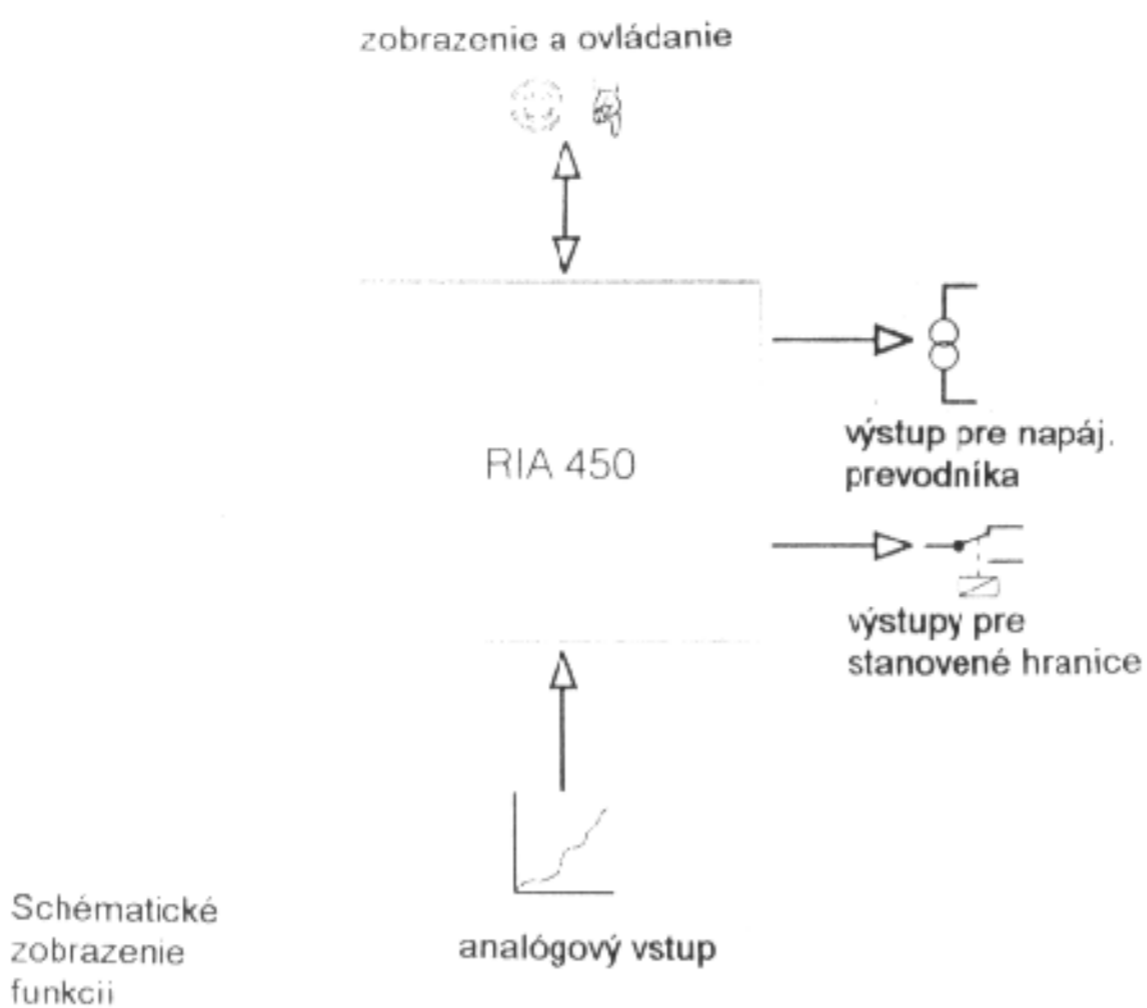 zobrazenie a ovládanie
RIA 450
výstup pre napáj.
prevodníka
výstupy pre
stanovené hranice
analógový vstup
Schématické
zobrazenie
funkcii